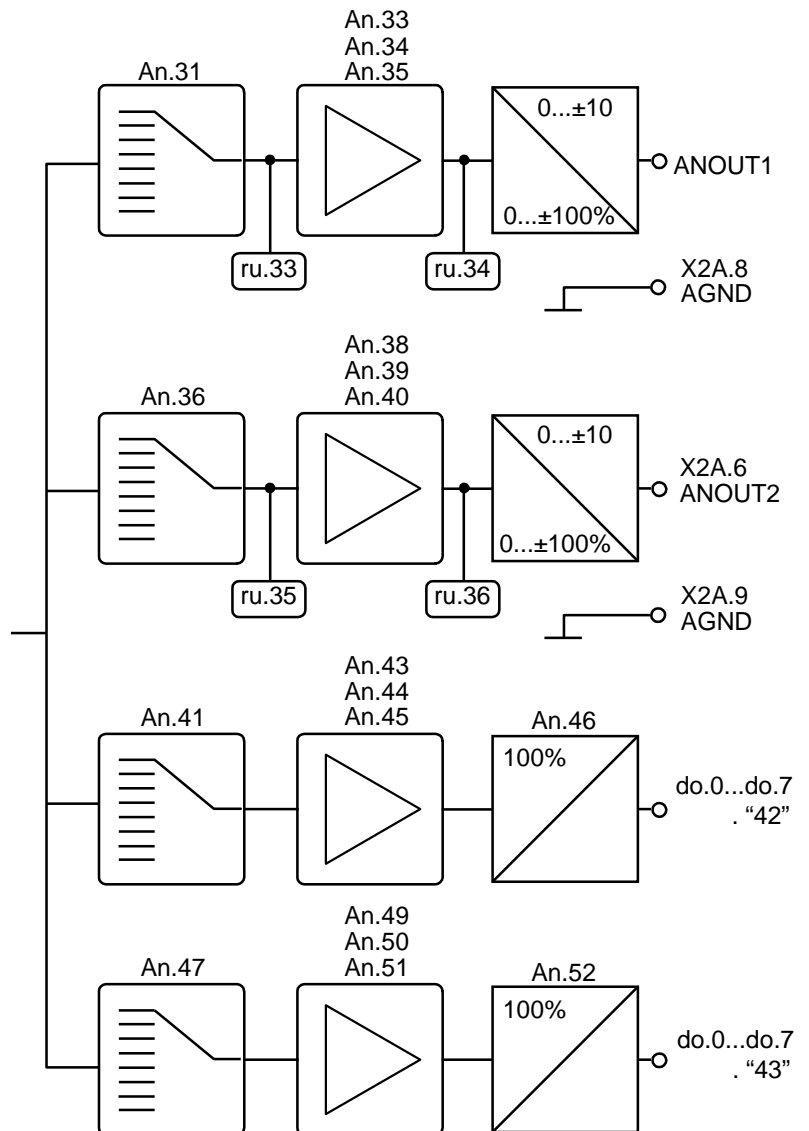 An.33
An.34
An.31
An.35
0...±10
0...±100%
ANOUT1
ru.33
ru.34
X2A.8
AGND
An.38
An.39
An.36
An.40
0...±10
0...±100%
X2A.6
ANOUT2
ru.35
ru.36
X2A.9
AGND
An.43
An.44
An.41
An.45
An.46
100%
do.0...do.7
. “42”
An.49
An.50
An.47
An.51
An.52
100%
do.0...do.7
. “43”